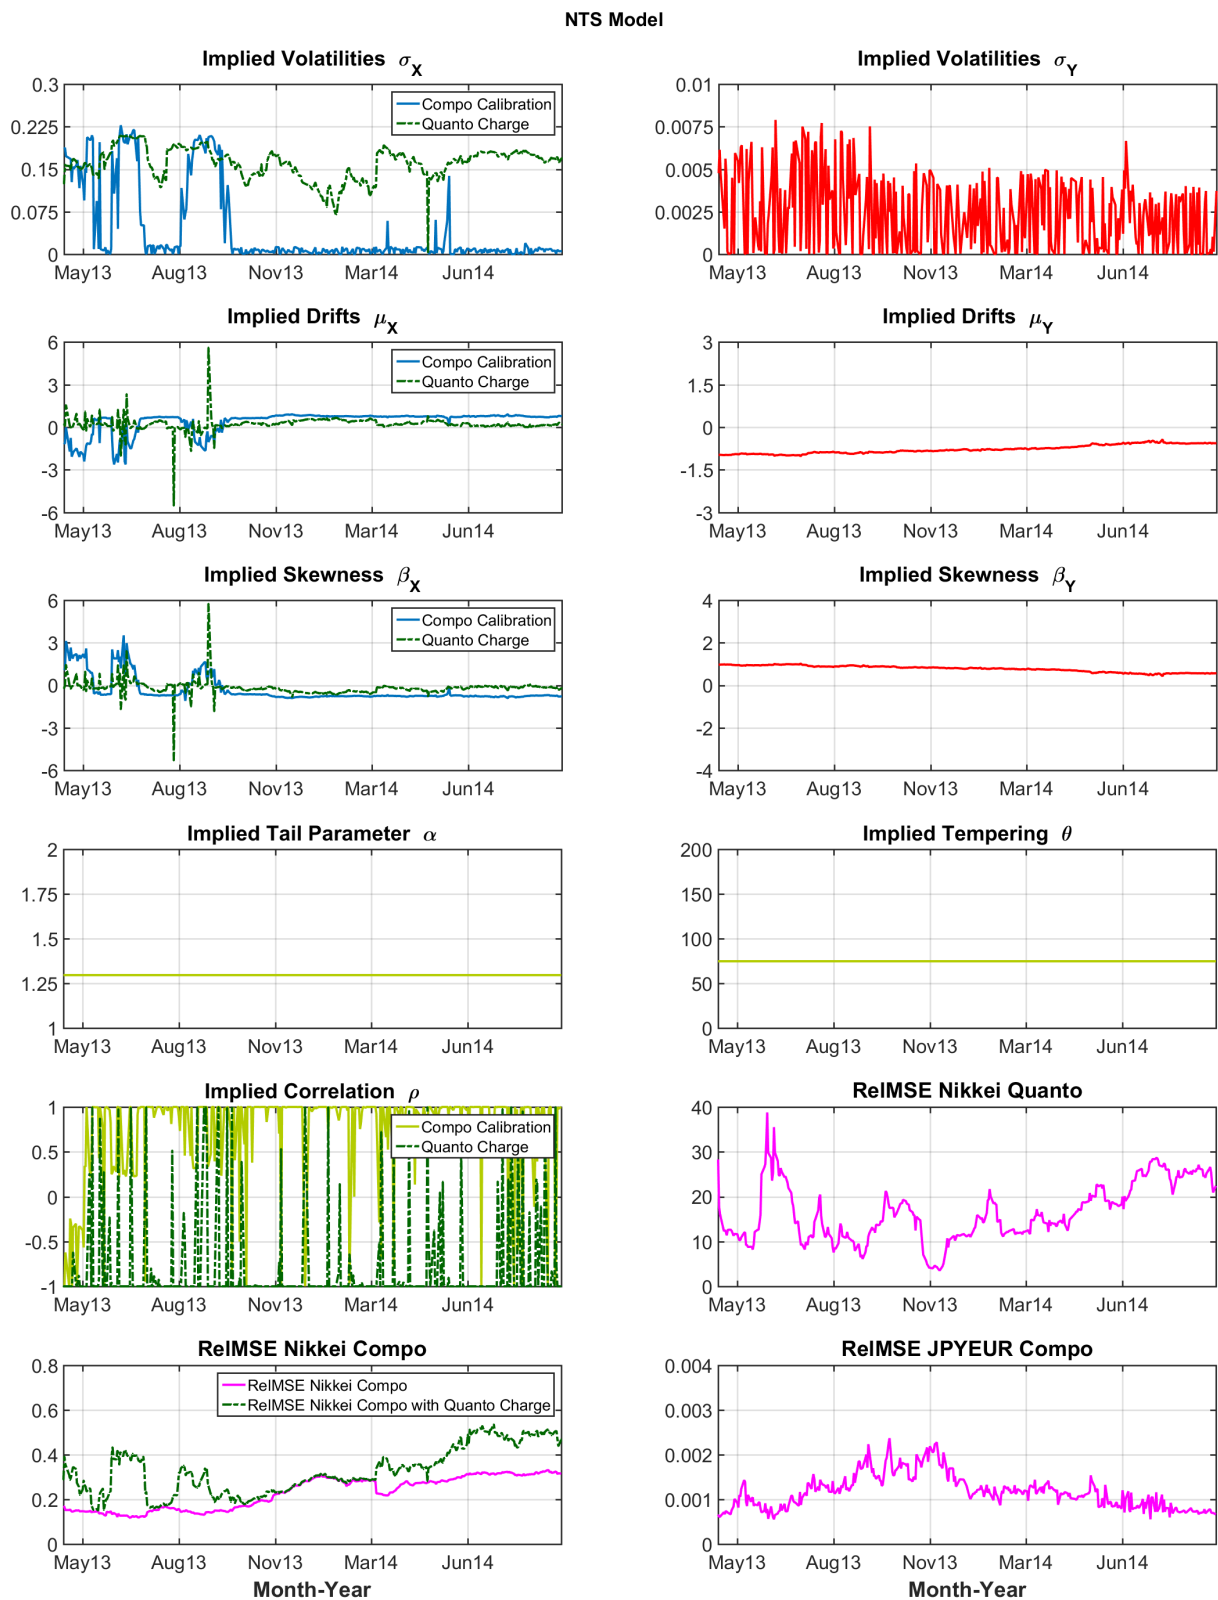 NTS Model
Implied Volatilities σX
0.3
0.225
0.15
0.075
0
Compo Calibration
Quanto Charge
May13 Aug13 Nov13 Mar14 Jun14
Implied Volatilities σY
0.01
0.0075
0.005
0.0025
0
May13 Aug13 Nov13 Mar14 Jun14
Implied Drifts μX
6
3
0
-3
-6
Compo Calibration
Quanto Charge
May13 Aug13 Nov13 Mar14 Jun14
Implied Drifts μY
3
1.5
0
-1.5
-3
May13 Aug13 Nov13 Mar14 Jun14
Implied Skewness βX
6
3
0
-3
-6
Compo Calibration
Quanto Charge
May13 Aug13 Nov13 Mar14 Jun14
Implied Skewness βY
4
2
0
-2
-4
May13 Aug13 Nov13 Mar14 Jun14
Implied Tail Parameter α
2
1.75
1.5
1.25
1
May13 Aug13 Nov13 Mar14 Jun14
Implied Tempering θ
200
150
100
50
0
May13 Aug13 Nov13 Mar14 Jun14
Implied Correlation ρ
1
0.5
0
-0.5
-1
Compo Calibration
Quanto Charge
May13 Aug13 Nov13 Mar14 Jun14
RelMSE Nikkei Quanto
40
30
20
10
0
May13 Aug13 Nov13 Mar14 Jun14
RelMSE Nikkei Compo
0.8
0.6
0.4
0.2
0
RelMSE Nikkei Compo
RelMSE Nikkei Compo with Quanto Charge
May13 Aug13 Nov13 Mar14 Jun14
Month-Year
RelMSE JPYEUR Compo
0.004
0.003
0.002
0.001
0
May13 Aug13 Nov13 Mar14 Jun14
Month-Year